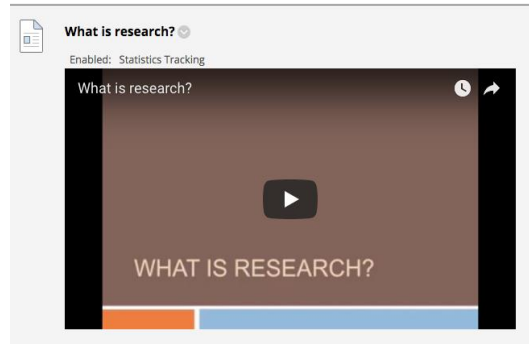 What is research?
Enabled: Statistics Tracking
What is research?
WHAT IS RESEARCH?